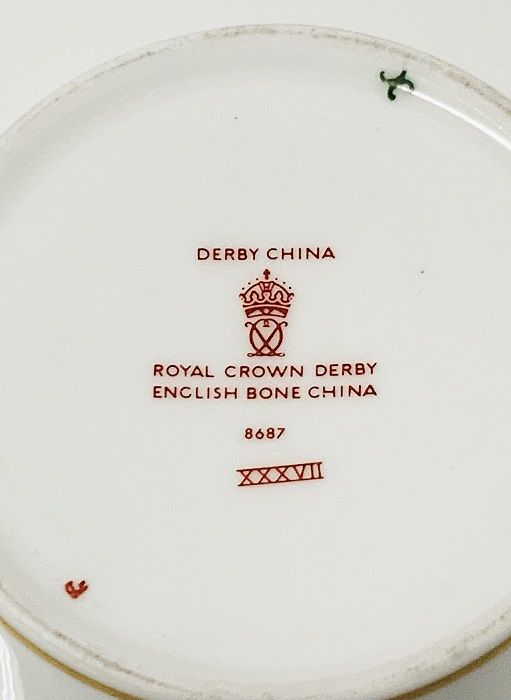 DERBY CHINA
ROYAL CROWN DERBY
ENGLISH BONE CHINA
8687
XXXVII